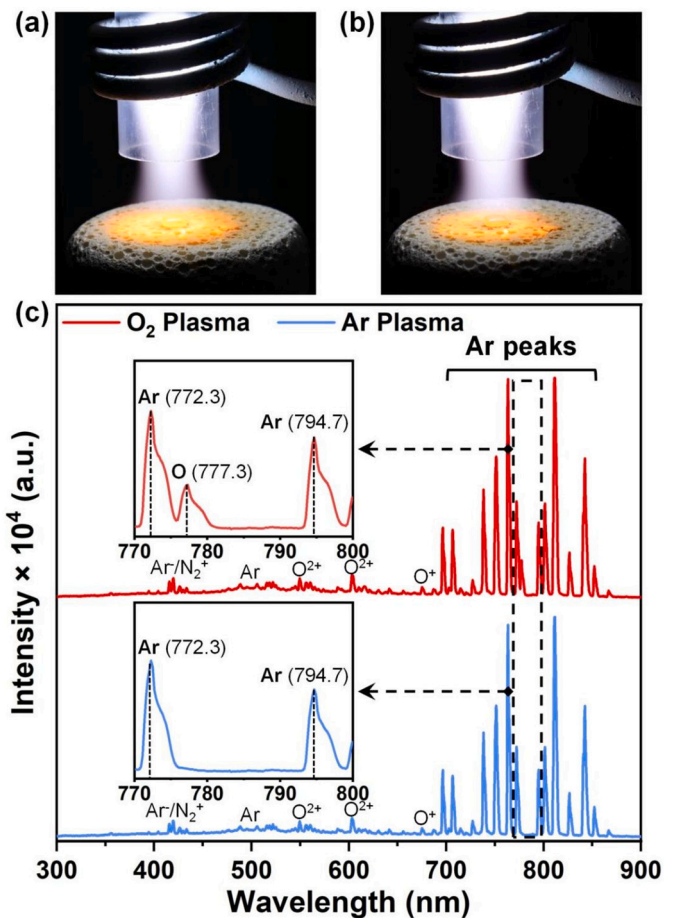 (a) (b)
(c)
O₂ Plasma Ar Plasma
Ar peaks
Ar (772.3)
Ar (794.7)
O (777.3)
770 780 790 800
Ar⁻/N₂⁺ Ar O²⁺ O²⁺ O⁺
Ar (772.3)
Ar (794.7)
770 780 790 800
Ar⁻/N₂⁺ Ar O²⁺ O²⁺ O⁺
300 400 500 600 700 800 900
Wavelength (nm)
Intensity × 10⁴ (a.u.)